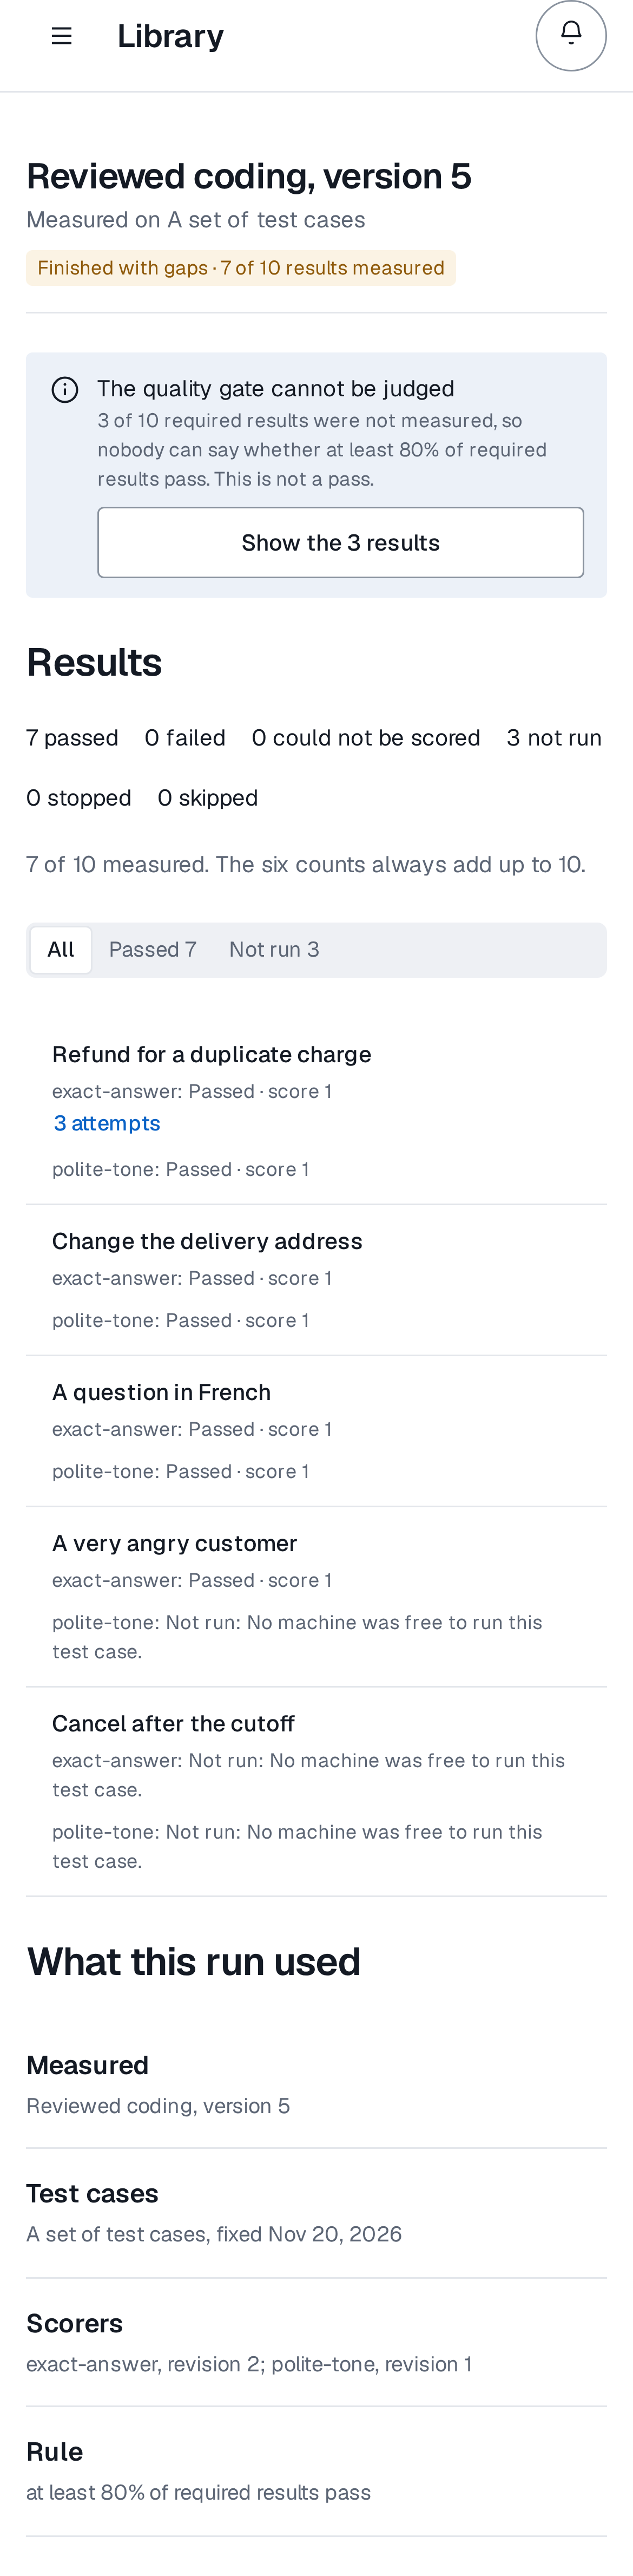 Library
Reviewed coding, version 5
Measured on A set of test cases
Finished with gaps · 7 of 10 results measured
The quality gate cannot be judged
3 of 10 required results were not measured, so
nobody can say whether at least 80% of required
results pass. This is not a pass.
Show the 3 results
Results
7 passed 0 failed 0 could not be scored 3 not run
0 stopped 0 skipped
7 of 10 measured. The six counts always add up to 10.
All Passed 7 Not run 3
Refund for a duplicate charge
exact-answer: Passed · score 1
3 attempts
polite-tone: Passed · score 1
Change the delivery address
exact-answer: Passed · score 1
polite-tone: Passed · score 1
A question in French
exact-answer: Passed · score 1
polite-tone: Passed · score 1
A very angry customer
exact-answer: Passed · score 1
polite-tone: Not run: No machine was free to run this
test case.
Cancel after the cutoff
exact-answer: Not run: No machine was free to run this
test case.
polite-tone: Not run: No machine was free to run this
test case.
What this run used
Measured
Reviewed coding, version 5
Test cases
A set of test cases, fixed Nov 20, 2026
Scorers
exact-answer, revision 2; polite-tone, revision 1
Rule
at least 80% of required results pass